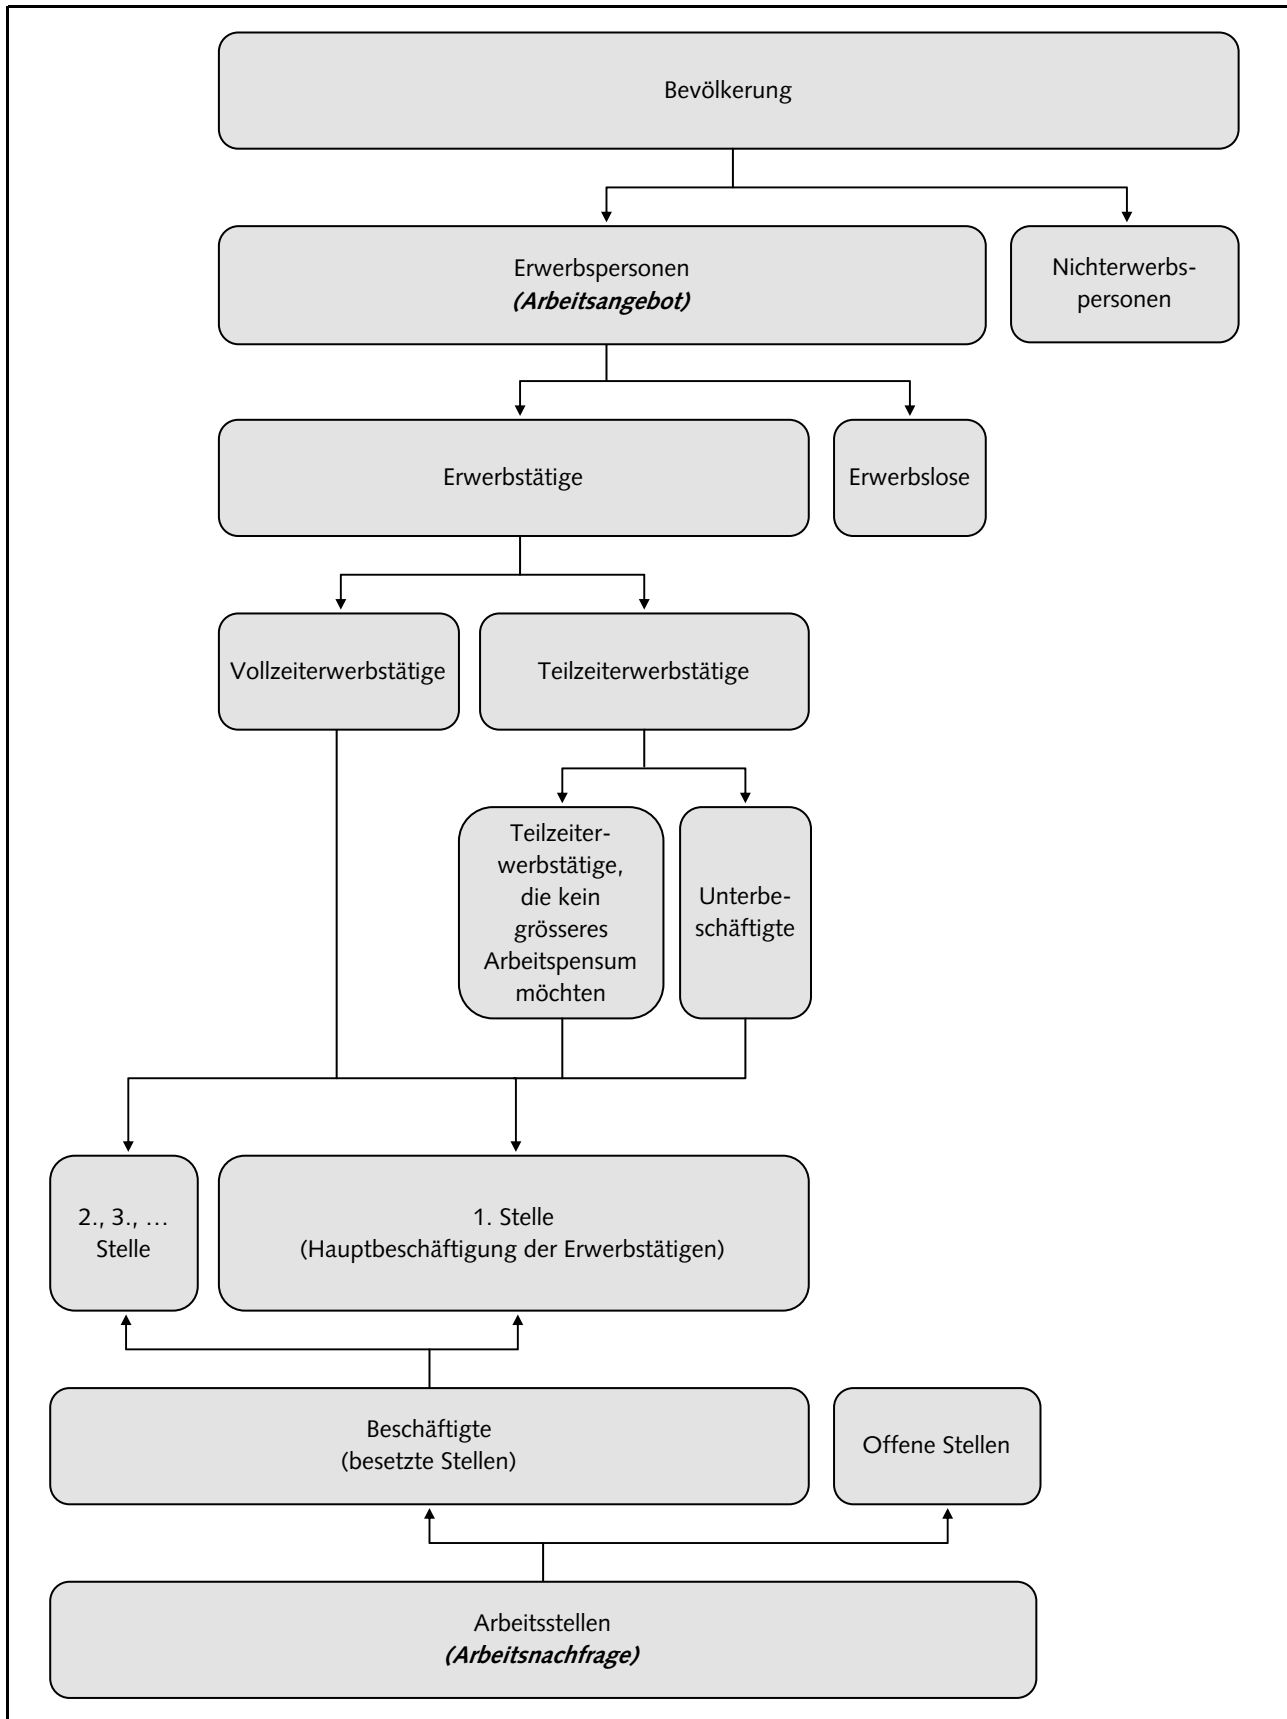 Bevölkerung
Erwerbspersonen
(Arbeitsangebot)
Nichterwerbs-
personen
Erwerbstätige
Erwerbslose
Vollzeiterwerbstätige
Teilzeiterwerbstätige
Teilzeiter-
werbstätige,
die kein
grösseres
Arbeitspensum
möchten
Unterbe-
schäftigte
2., 3., …
Stelle
1. Stelle
(Hauptbeschäftigung der Erwerbstätigen)
Beschäftigte
(besetzte Stellen)
Offene Stellen
Arbeitsstellen
(Arbeitsnachfrage)